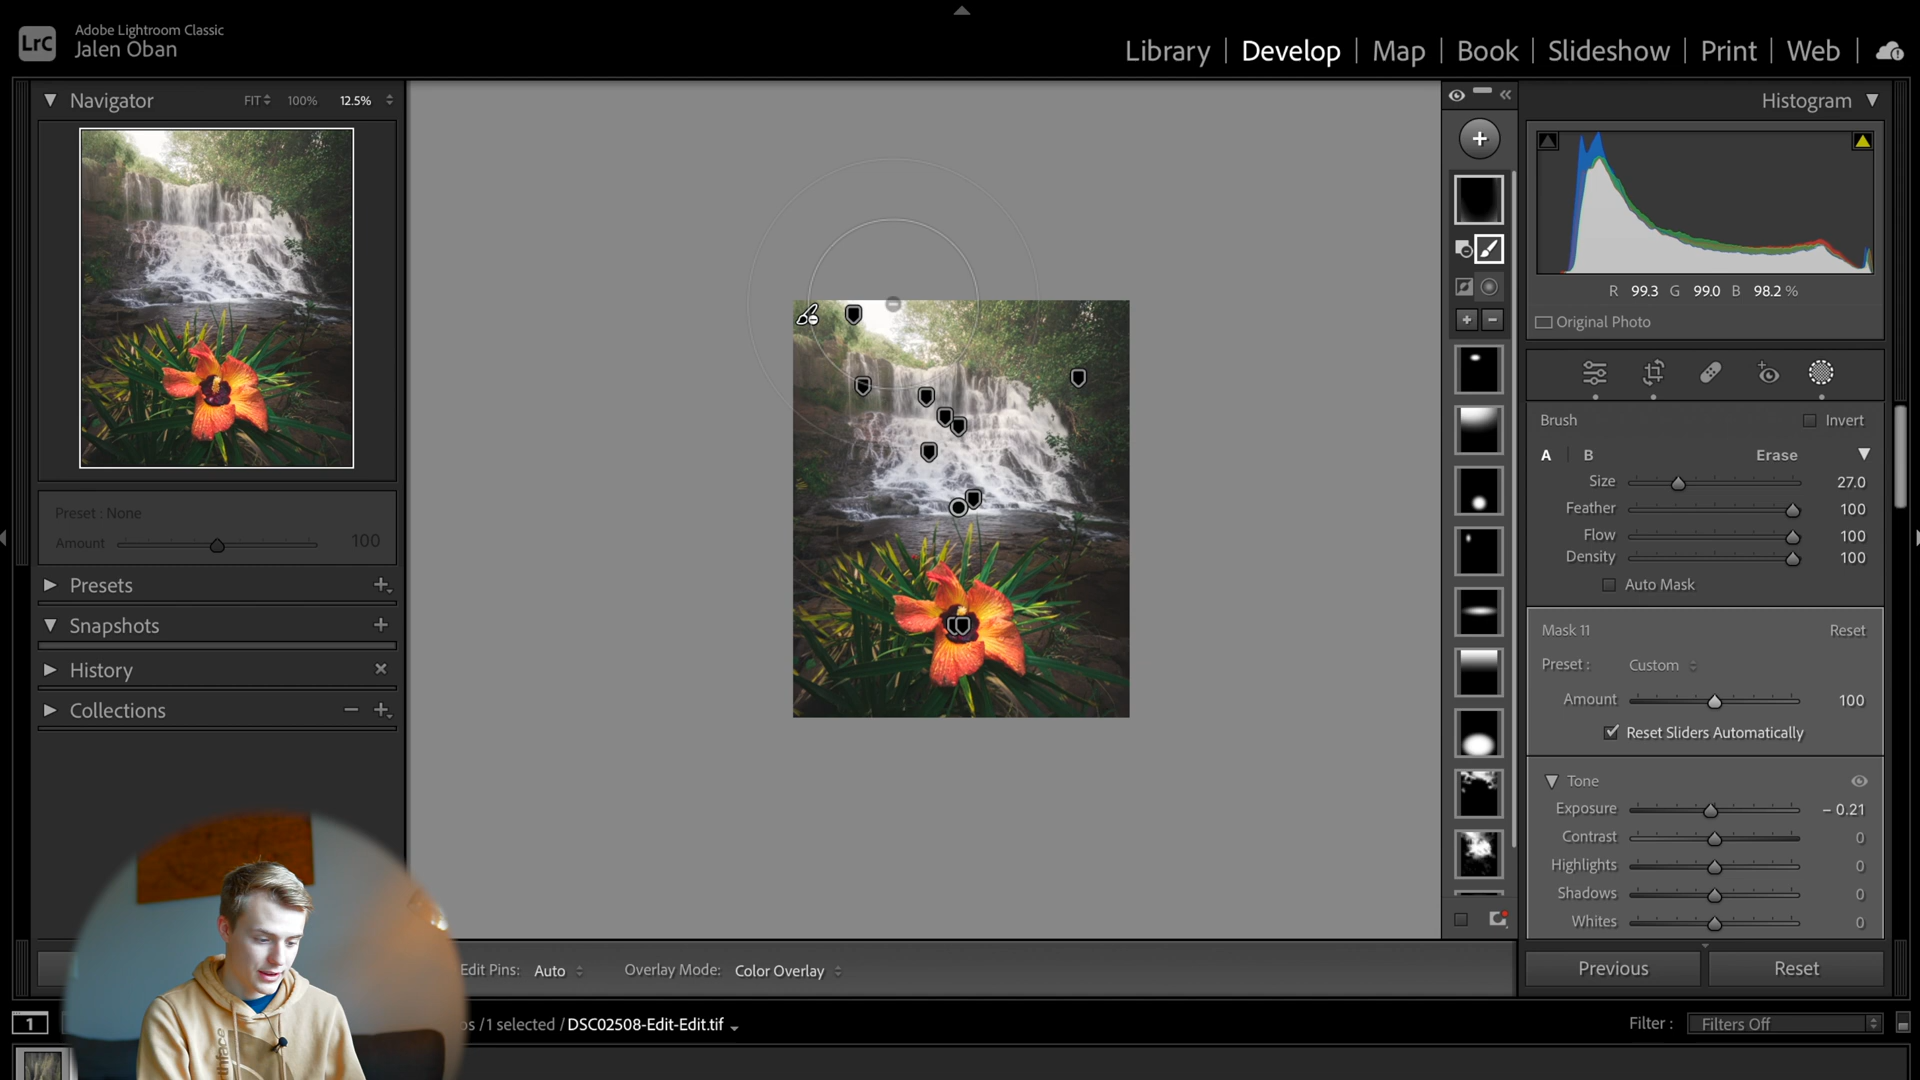 LrC
Adobe Lightroom Classic
Jalen Oban
Library | Develop | Map | Book | Slideshow | Print | Web
Navigator
FIT 100% 12.5%
Preset : None
Amount 100
Presets
Snapshots
History
Collections
Histogram
R 99.3 G 99.0 B 98.2 %
Original Photo
Brush Invert
A B Erase
Size 27.0
Feather 100
Flow 100
Density 100
Auto Mask
Mask 11 Reset
Preset : Custom
Amount 100
Reset Sliders Automatically
Tone
Exposure – 0.21
Contrast 0
Highlights 0
Shadows 0
Whites 0
Previous Reset
Edit Pins: Auto Overlay Mode: Color Overlay
1
/1 selected / DSC02508-Edit-Edit.tif
Filter : Filters Off